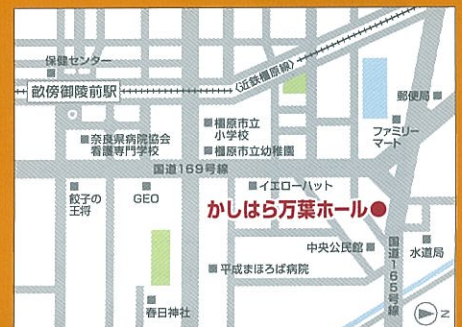 保健センター
畝傍御陵前駅
〈近鉄橿原線〉
郵便局
ファミリー
マート
奈良県病院協会
看護専門学校
橿原市立
小学校
橿原市立幼稚園
国道169号線
餃子の
王将
GEO
イエローハット
かしはら万葉ホール
中央公民館
国道165号線
水道局
平成まほろば病院
春日神社
N